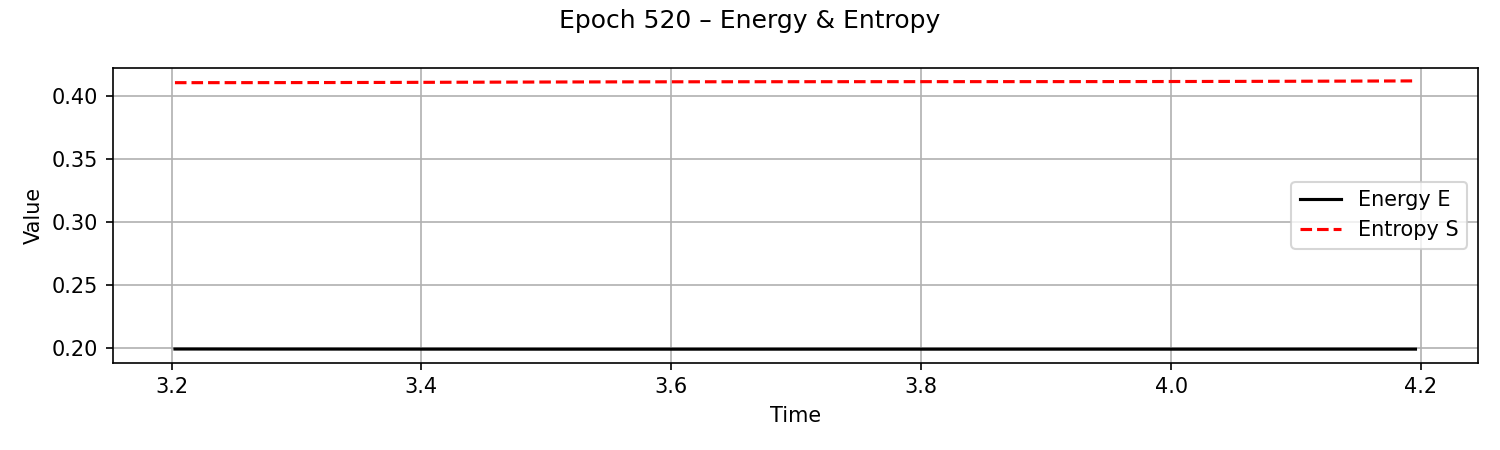 Epoch 520 – Energy & Entropy
0.40
0.35
0.30
0.25
0.20
Value
Energy E
Entropy S
3.2
3.4
3.6
3.8
4.0
4.2
Time